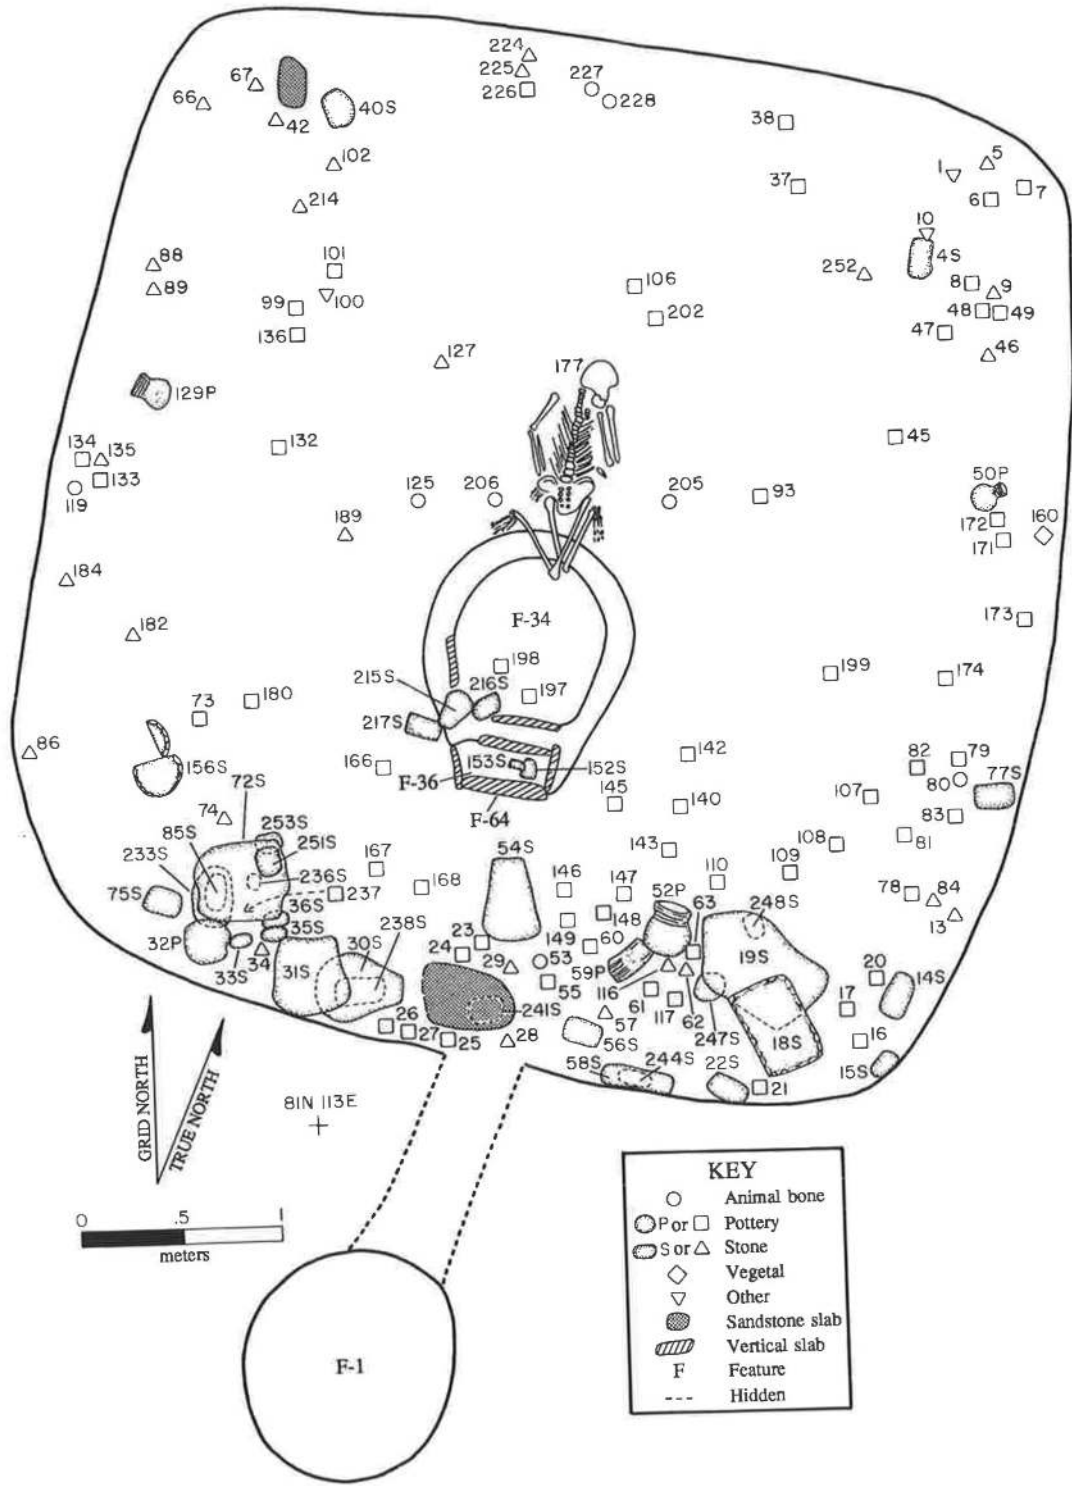 224
225
226
227
228
67
66
42
40S
102
214
38
37
5
1
6
7
10
4S
88
89
101
100
99
136
252
8
9
48
49
47
46
106
202
127
177
129P
134
135
133
119
132
45
50P
172
171
160
125
206
205
93
189
184
182
173
F-34
198
197
199
174
215S
216S
217S
73
180
86
156S
72S
166
153S
152S
F-36
F-64
142
145
140
82
79
80
77S
107
83
81
74
253S
251S
85S
233S
236S
237
75S
36S
35S
32P
33S
34
167
168
54S
143
108
109
110
78
84
13
146
147
52P
63
248S
148
149
60
238S
30S
31S
23
24
29
53
55
59P
116
61
117
62
247S
19S
18S
20
14S
17
16
15S
241S
26
27
25
28
57
56S
58S
244S
22S
21
GRID NORTH
TRUE NORTH
81N 113E
0 .5 1
meters
F-1
KEY
Animal bone
P or Pottery
S or Stone
Vegetal
Other
Sandstone slab
Vertical slab
F Feature
Hidden